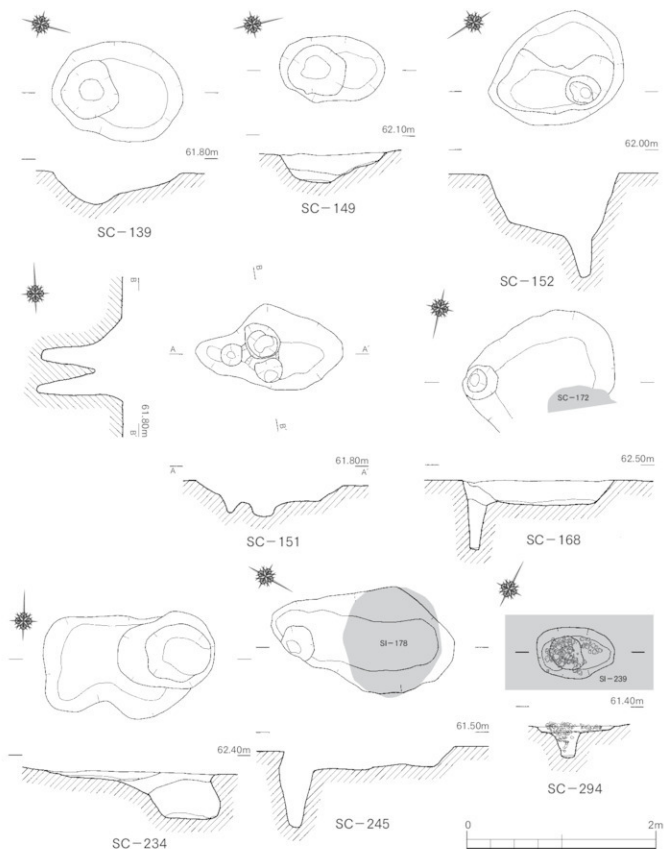 61.80m
SC-139
62.10m
SC-149
62.00m
SC-152
B
B'
61.80m
A
A'
B
B'
61.80m
A
A'
SC-151
SC-172
62.50m
SC-168
62.40m
SC-234
SI-178
61.50m
SC-245
SI-239
61.40m
SC-294
0
2m